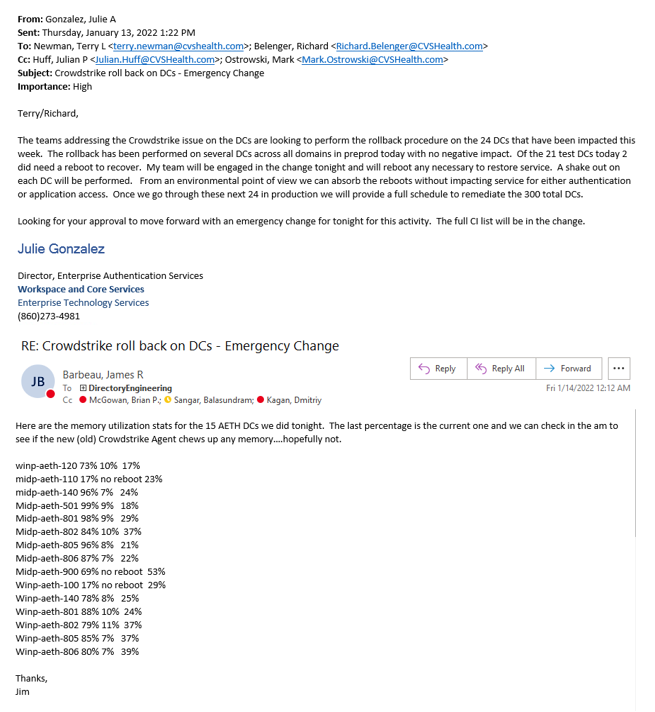 From: Gonzalez, Julie A
Sent: Thursday, January 13, 2022 1:22 PM
To: Newman, Terry L <terry.newman@cvshealth.com>; Belenger, Richard <Richard.Belenger@CVSHealth.com>
Cc: Huff, Julian P <Julian.Huff@CVSHealth.com>; Ostrowski, Mark <Mark.Ostrowski@CVSHealth.com>
Subject: Crowdstrike roll back on DCs - Emergency Change
Importance: High
Terry/Richard,
The teams addressing the Crowdstrike issue on the DCs are looking to perform the rollback procedure on the 24 DCs that have been impacted this
week. The rollback has been performed on several DCs across all domains in preprod today with no negative impact. Of the 21 test DCs today 2
did need a reboot to recover. My team will be engaged in the change tonight and will reboot any necessary to restore service. A shake out on
each DC will be performed. From an environmental point of view we can absorb the reboots without impacting service for either authentication
or application access. Once we go through these next 24 in production we will provide a full schedule to remediate the 300 total DCs.
Looking for your approval to move forward with an emergency change for tonight for this activity. The full CI list will be in the change.
Julie Gonzalez
Director, Enterprise Authentication Services
Workspace and Core Services
Enterprise Technology Services
(860)273-4981
RE: Crowdstrike roll back on DCs - Emergency Change
JB
Barbeau, James R
To DirectoryEngineering
Cc McGowan, Brian P.; Sangar, Balasundram; Kagan, Dmitriy
Reply Reply All Forward ...
Fri 1/14/2022 12:12 AM
Here are the memory utilization stats for the 15 AETH DCs we did tonight. The last percentage is the current one and we can check in the am to
see if the new (old) Crowdstrike Agent chews up any memory....hopefully not.
winp-aeth-120 73% 10% 17%
midp-aeth-110 17% no reboot 23%
midp-aeth-140 96% 7% 24%
Midp-aeth-501 99% 9% 18%
Midp-aeth-801 98% 9% 29%
Midp-aeth-802 84% 10% 37%
Midp-aeth-805 96% 8% 21%
Midp-aeth-806 87% 7% 22%
Midp-aeth-900 69% no reboot 53%
Winp-aeth-100 17% no reboot 29%
Winp-aeth-140 78% 8% 25%
Winp-aeth-801 88% 10% 24%
Winp-aeth-802 79% 11% 37%
Winp-aeth-805 85% 7% 37%
Winp-aeth-806 80% 7% 39%
Thanks,
Jim